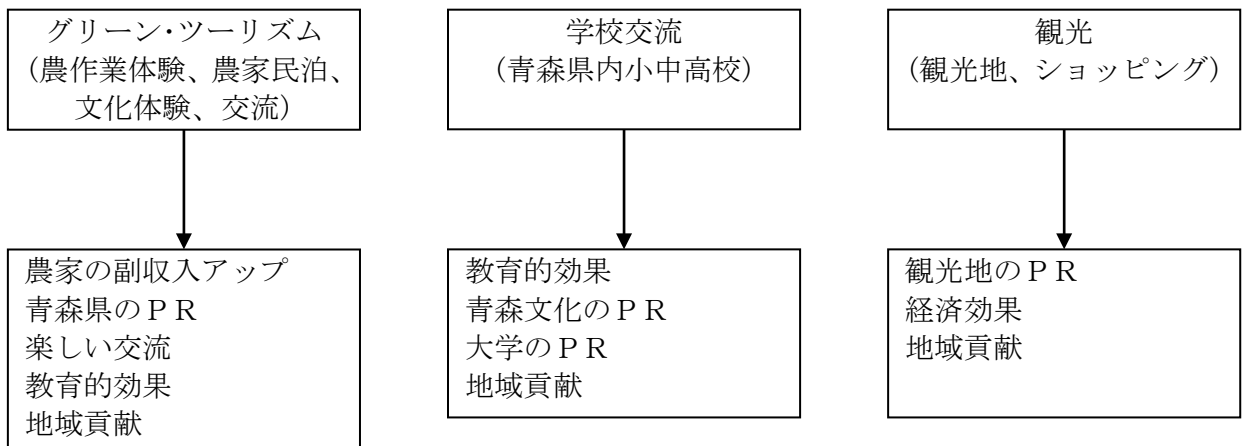 グリーン・ツーリズム
(農作業体験、農家民泊、
文化体験、交流)
農家の副収入アップ
青森県のPR
楽しい交流
教育的効果
地域貢献
学校交流
(青森県内小中高校)
教育的効果
青森文化のPR
大学のPR
地域貢献
観光
(観光地、ショッピング)
観光地のPR
経済効果
地域貢献